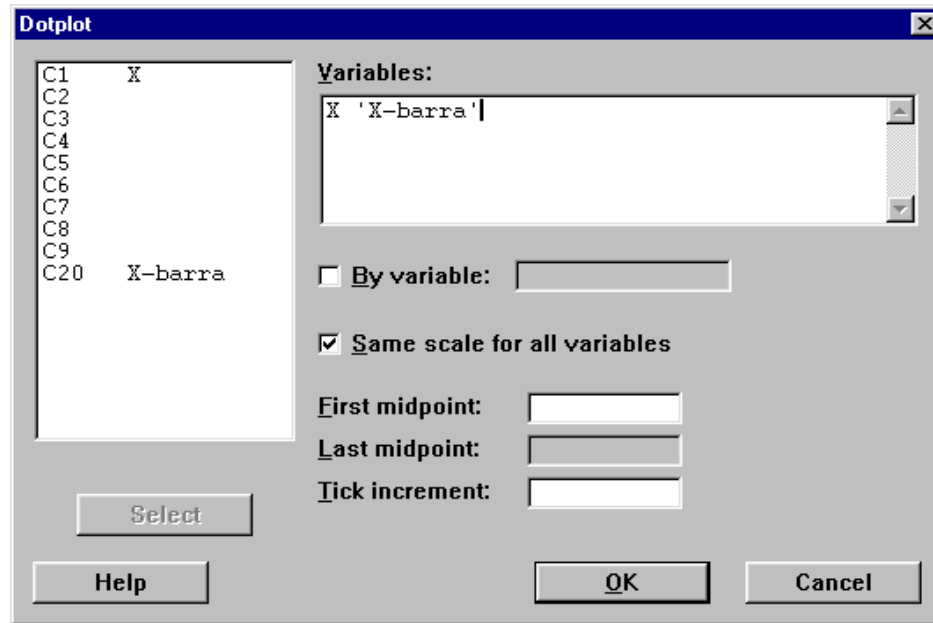 Dotplot
C1 X
C2
C3
C4
C5
C6
C7
C8
C9
C20 X-barra
Variables:
X 'X-barra'
By variable:
Same scale for all variables
First midpoint:
Last midpoint:
Tick increment:
Select
Help
OK
Cancel